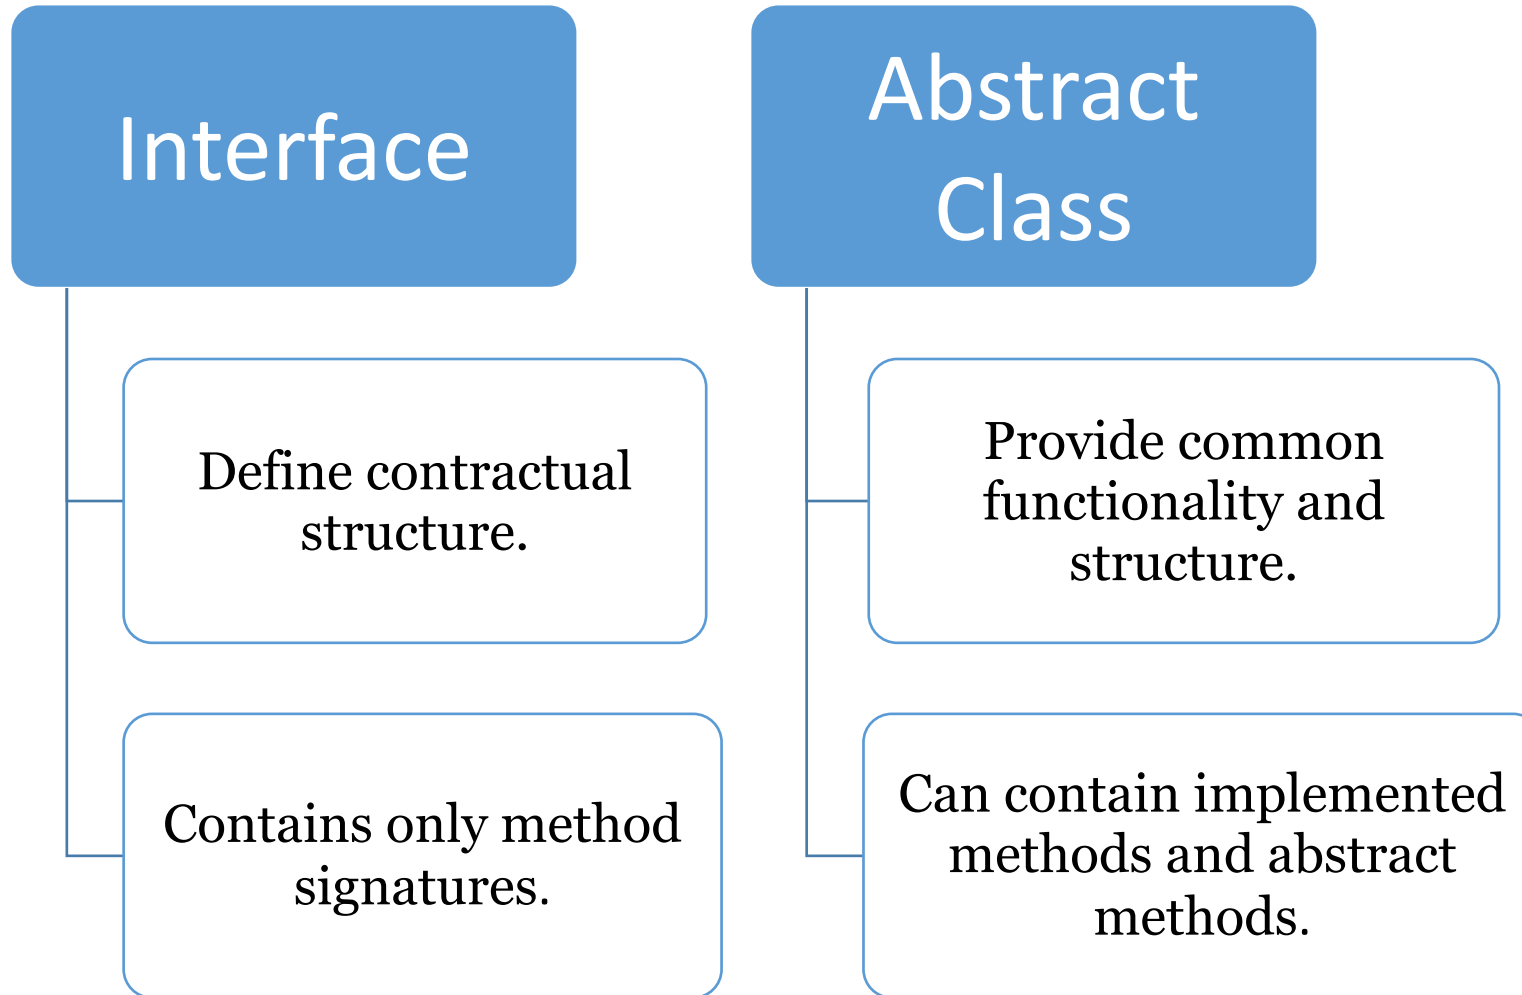 Interface
Define contractual
structure.
Contains only method
signatures.
Abstract
Class
Provide common
functionality and
structure.
Can contain implemented
methods and abstract
methods.